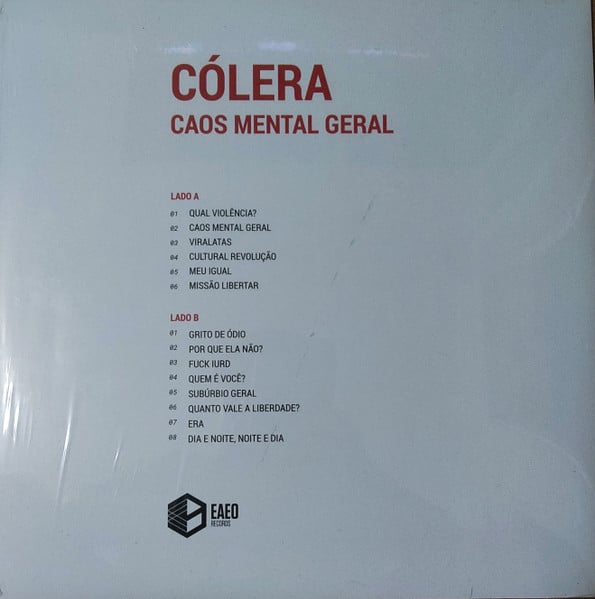 CÓLERA
CAOS MENTAL GERAL
LADO A
01 QUAL VIOLÊNCIA?
02 CAOS MENTAL GERAL
03 VIRALATAS
04 CULTURAL REVOLUÇÃO
05 MEU IGUAL
06 MISSÃO LIBERTAR
LADO B
01 GRITO DE ÓDIO
02 POR QUE ELA NÃO?
03 FUCK IURD
04 QUEM É VOCÊ?
05 SUBÚRBIO GERAL
06 QUANTO VALE A LIBERDADE?
07 ERA
08 DIA E NOITE, NOITE E DIA
EAEO
RECORDS